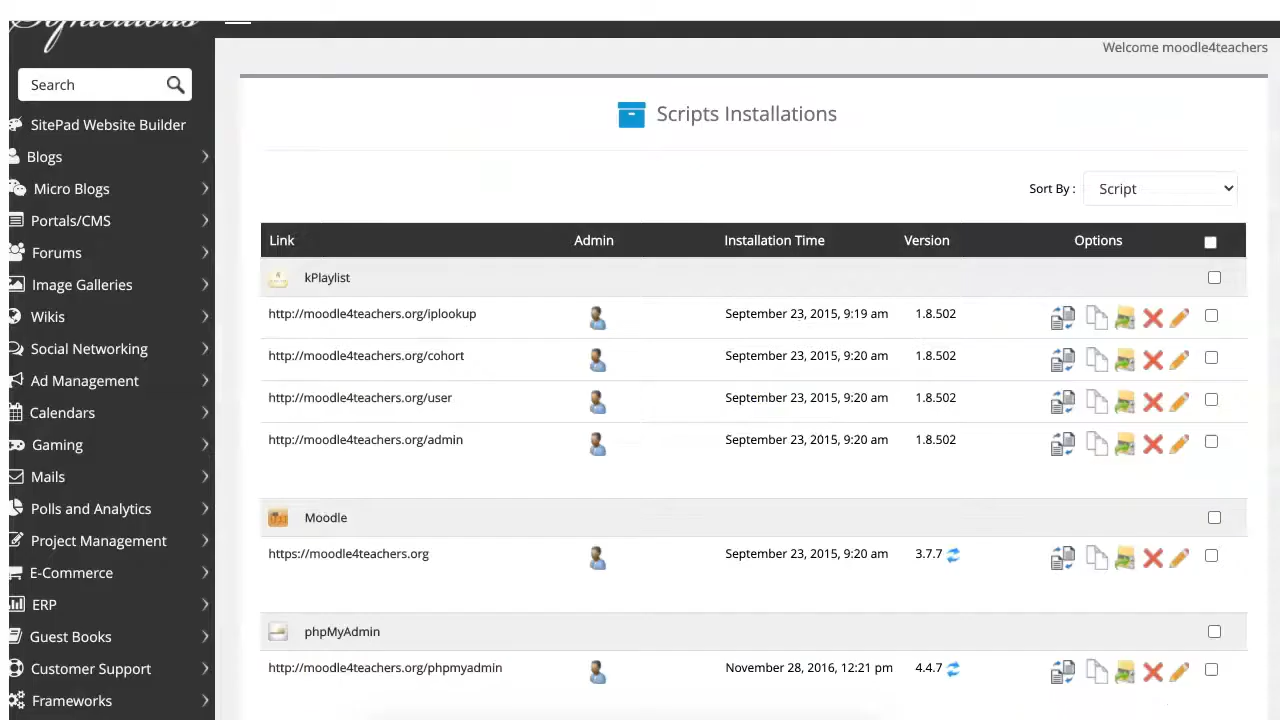 Softaculous
Welcome moodle4teachers
Search
SitePad Website Builder
Blogs
Micro Blogs
Portals/CMS
Forums
Image Galleries
Wikis
Social Networking
Ad Management
Calendars
Gaming
Mails
Polls and Analytics
Project Management
E-Commerce
ERP
Guest Books
Customer Support
Frameworks
Scripts Installations
Sort By : Script
Link Admin Installation Time Version Options
kPlaylist
http://moodle4teachers.org/iplookup September 23, 2015, 9:19 am 1.8.502
http://moodle4teachers.org/cohort September 23, 2015, 9:20 am 1.8.502
http://moodle4teachers.org/user September 23, 2015, 9:20 am 1.8.502
http://moodle4teachers.org/admin September 23, 2015, 9:20 am 1.8.502
Moodle
https://moodle4teachers.org September 23, 2015, 9:20 am 3.7.7
phpMyAdmin
http://moodle4teachers.org/phpmyadmin November 28, 2016, 12:21 pm 4.4.7